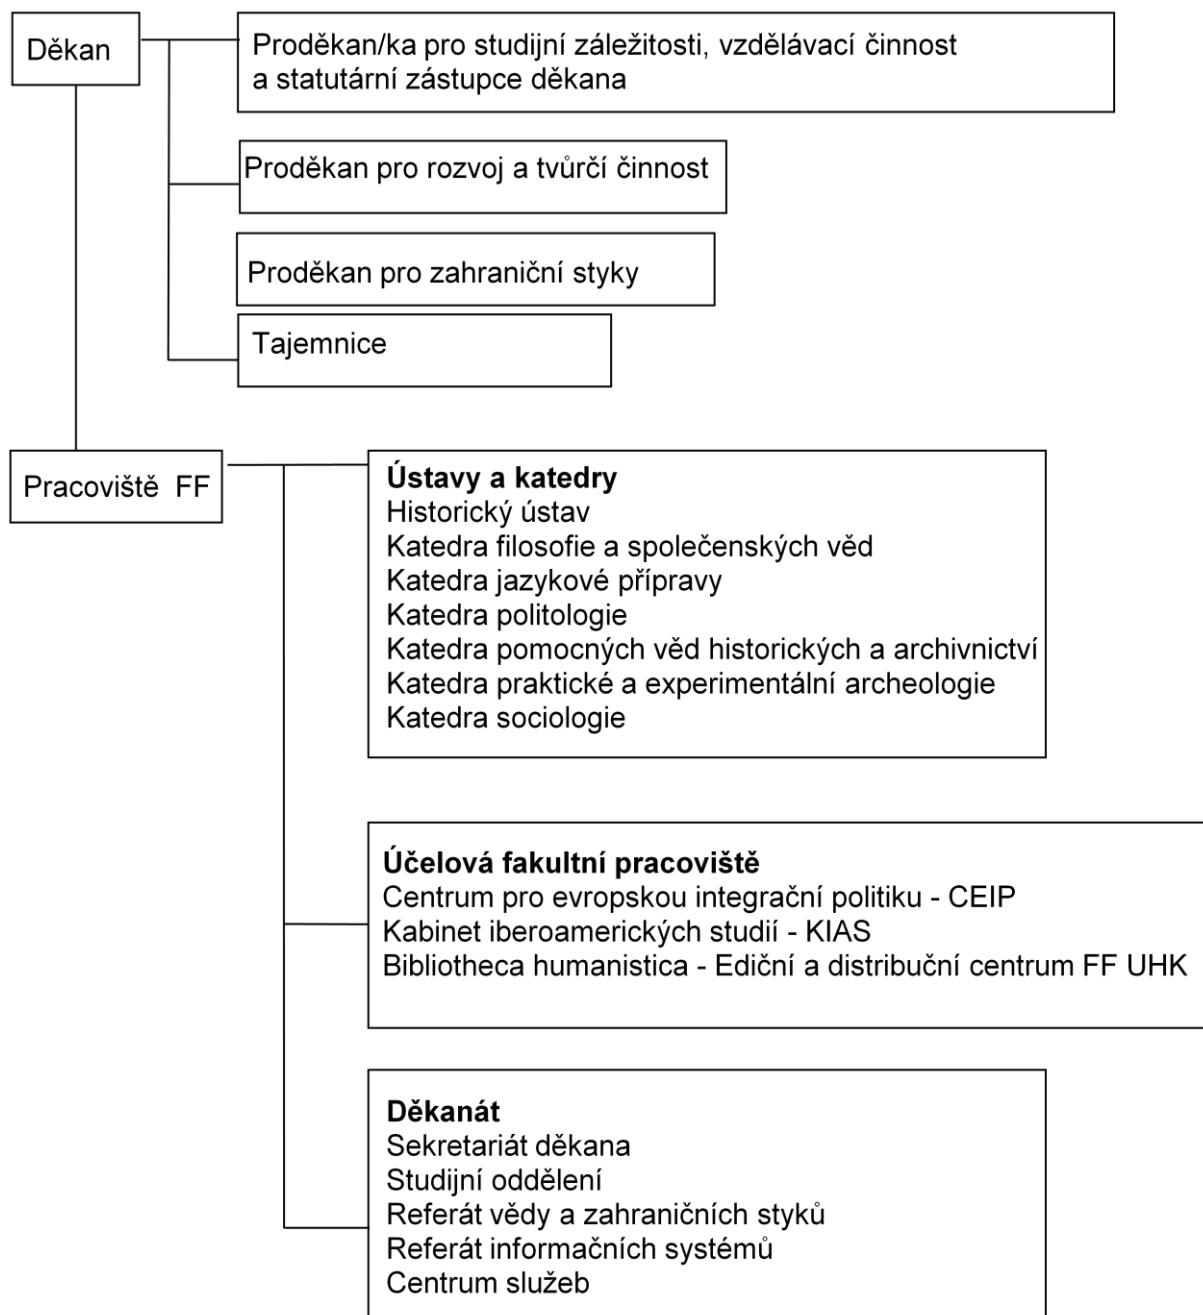 Děkan
Proděkan/ka pro studijní záležitosti, vzdělávací činnost
a statutární zástupce děkana
Proděkan pro rozvoj a tvůrčí činnost
Proděkan pro zahraniční styky
Tajemnice
Pracoviště FF
Ústavy a katedry
Historický ústav
Katedra filosofie a společenských věd
Katedra jazykové přípravy
Katedra politologie
Katedra pomocných věd historických a archivnictví
Katedra praktické a experimentální archeologie
Katedra sociologie
Účelová fakultní pracoviště
Centrum pro evropskou integrační politiku - CEIP
Kabinet iberoamerických studií - KIAS
Bibliotheca humanistica - Ediční a distribuční centrum FF UHK
Děkanát
Sekretariát děkana
Studijní oddělení
Referát vědy a zahraničních styků
Referát informačních systémů
Centrum služeb